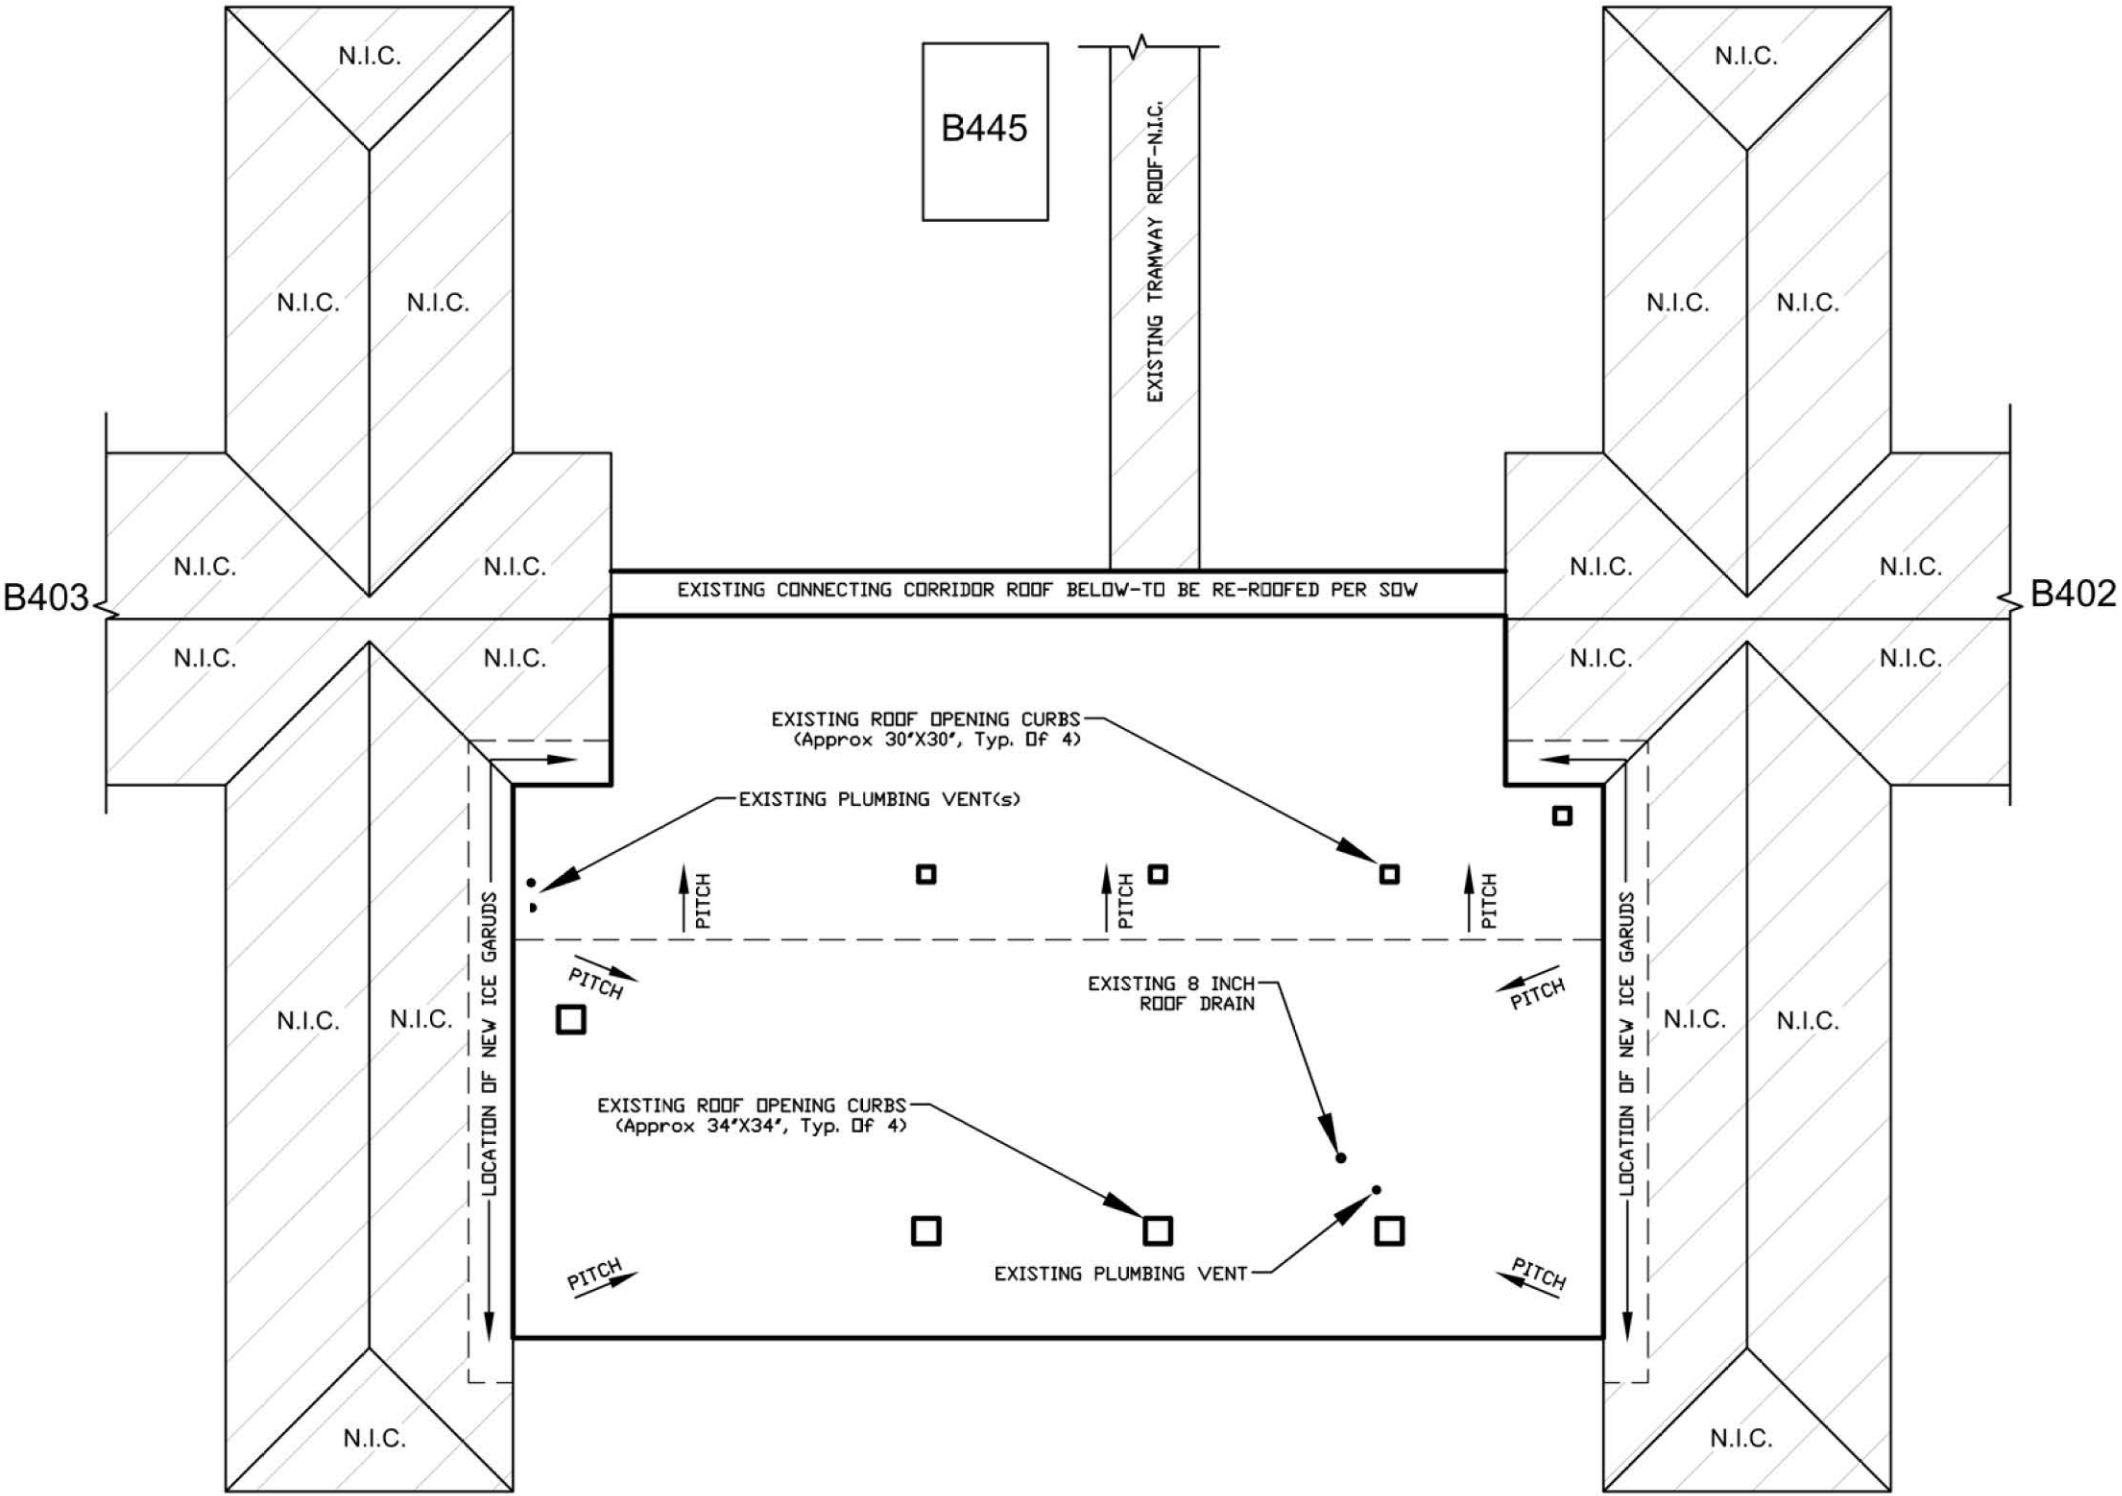 N.I.C.
N.I.C.
B445
EXISTING TRAMWAY ROOF-N.I.C.
N.I.C.
N.I.C.
N.I.C.
N.I.C.
N.I.C.
N.I.C.
N.I.C.
N.I.C.
B403
EXISTING CONNECTING CORRIDOR ROOF BELOW-TO BE RE-ROOFED PER SOW
B402
N.I.C.
N.I.C.
N.I.C.
N.I.C.
EXISTING ROOF OPENING CURBS
(Approx 30"X30", Typ. Of 4)
EXISTING PLUMBING VENT(s)
PITCH
PITCH
PITCH
LOCATION OF NEW ICE GARUDS
LOCATION OF NEW ICE GARUDS
PITCH
EXISTING 8 INCH
ROOF DRAIN
PITCH
N.I.C.
N.I.C.
N.I.C.
N.I.C.
EXISTING ROOF OPENING CURBS
(Approx 34"X34", Typ. Of 4)
PITCH
EXISTING PLUMBING VENT
PITCH
N.I.C.
N.I.C.